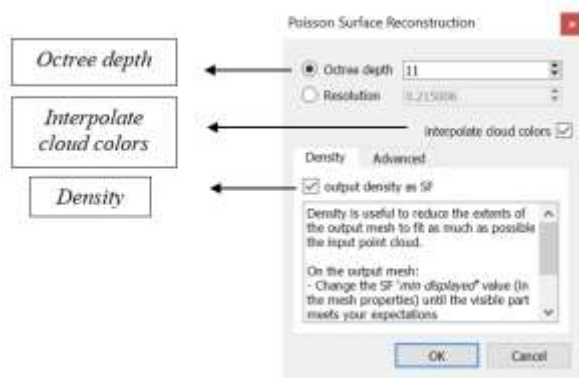 Poisson Surface Reconstruction
Octree depth
Octree depth 11
Resolution 0.215006
Interpolate
cloud colors
interpolate cloud colors
Density Advanced
Density
output density as SF
Density is useful to reduce the extents of
the output mesh to fit as much as possible
the input point cloud.
On the output mesh:
- Change the SF 'min displayed' value (in
the mesh properties) until the visible part
meets your expectations
OK Cancel